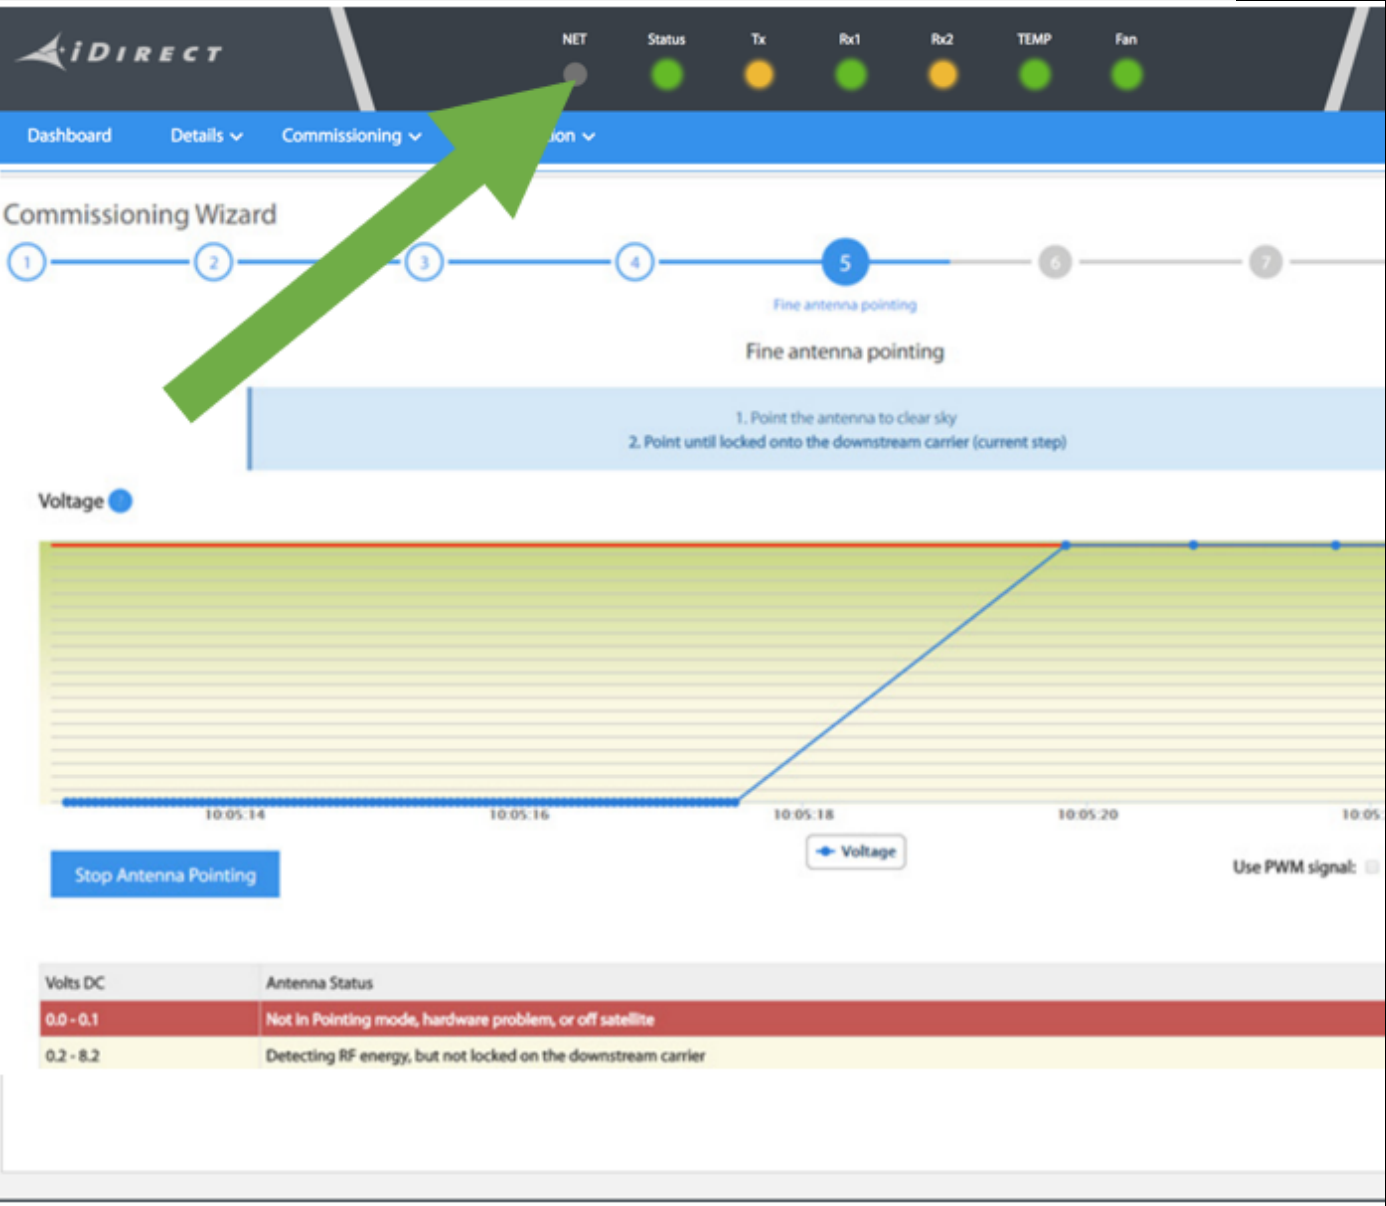 iDIRECT
NET Status Tx Rx1 Rx2 TEMP Fan
Dashboard Details Commissioning ion
Commissioning Wizard
1 2 3 4 5 6 7
Fine antenna pointing
Fine antenna pointing
1. Point the antenna to clear sky
2. Point until locked onto the downstream carrier (current step)
Voltage
10:05:14 10:05:16 10:05:18 10:05:20 10:05:
Voltage
Stop Antenna Pointing
Use PWM signal:
Volts DC Antenna Status
0.0 - 0.1 Not in Pointing mode, hardware problem, or off satellite
0.2 - 8.2 Detecting RF energy, but not locked on the downstream carrier